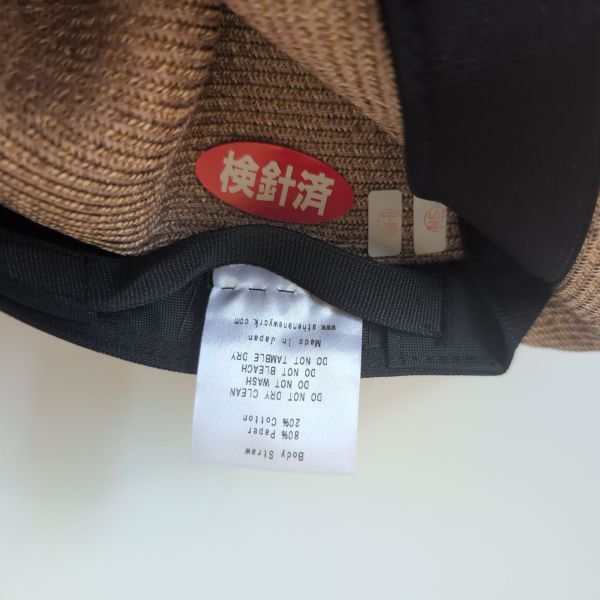 検針済
Body Straw
80% Paper
20% Cotton
DO NOT DRY CLEAN
DO NOT WASH
DO NOT BLEACH
DO NOT TAMBLE DRY
Made In Japan
www.athenanewyork.com